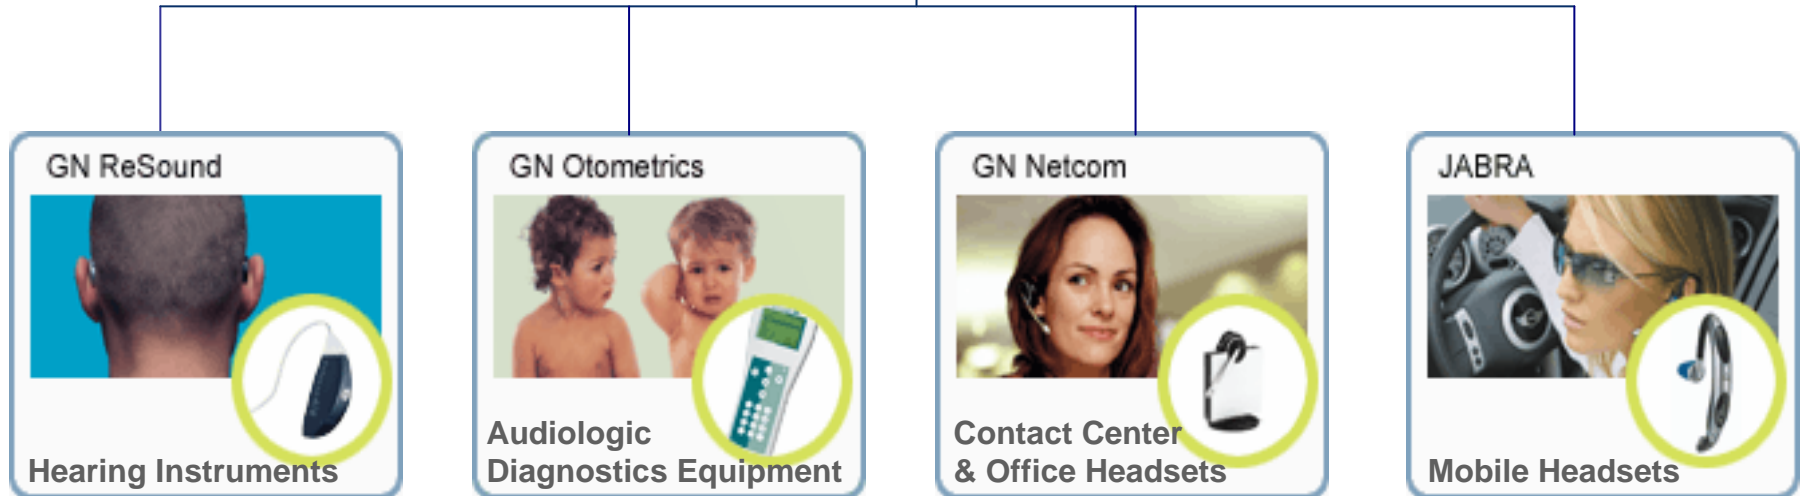 GN ReSound
Hearing Instruments
GN Otometrics
Audiologic
Diagnostics Equipment
GN Netcom
Contact Center
& Office Headsets
JABRA
Mobile Headsets